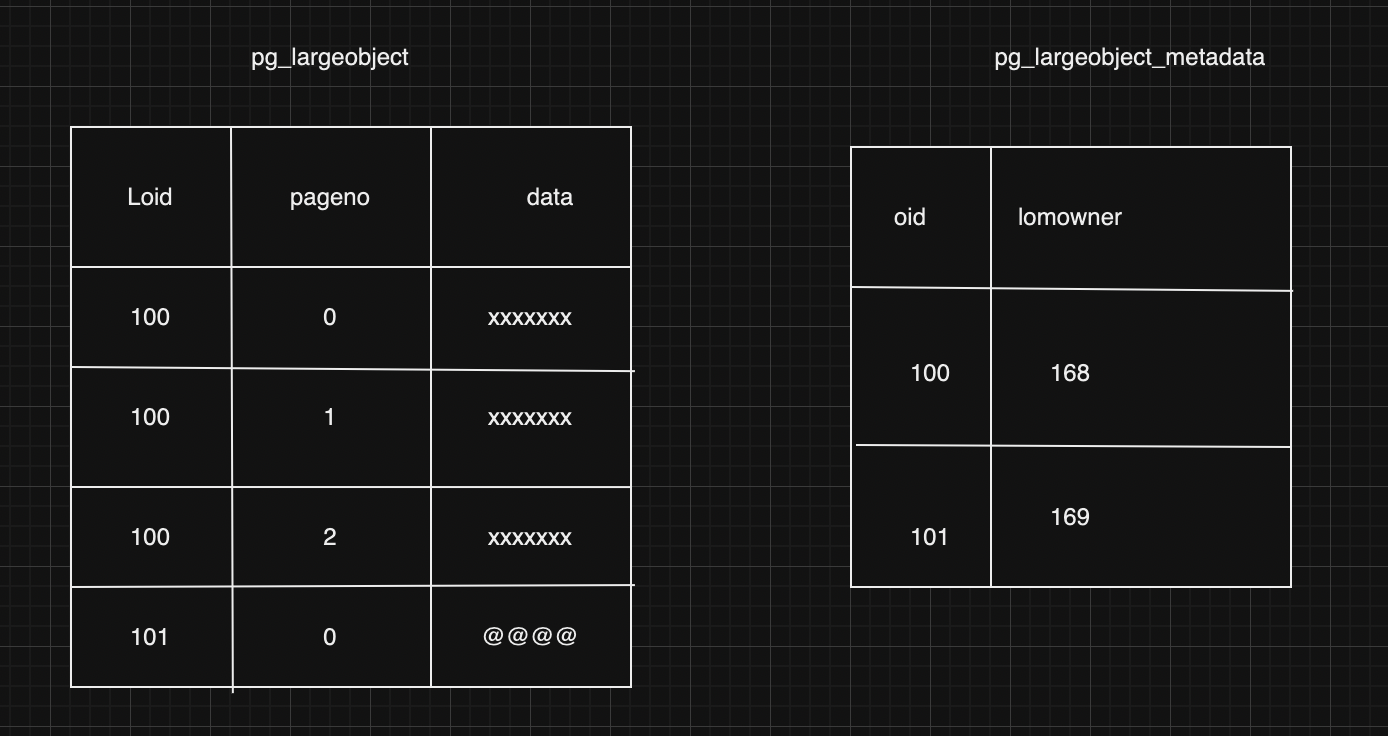 pg_largeobject
Loid pageno data
100 0 xxxxxxx
100 1 xxxxxxx
100 2 xxxxxxx
101 0 @@@@
pg_largeobject_metadata
oid lomowner
100 168
101 169